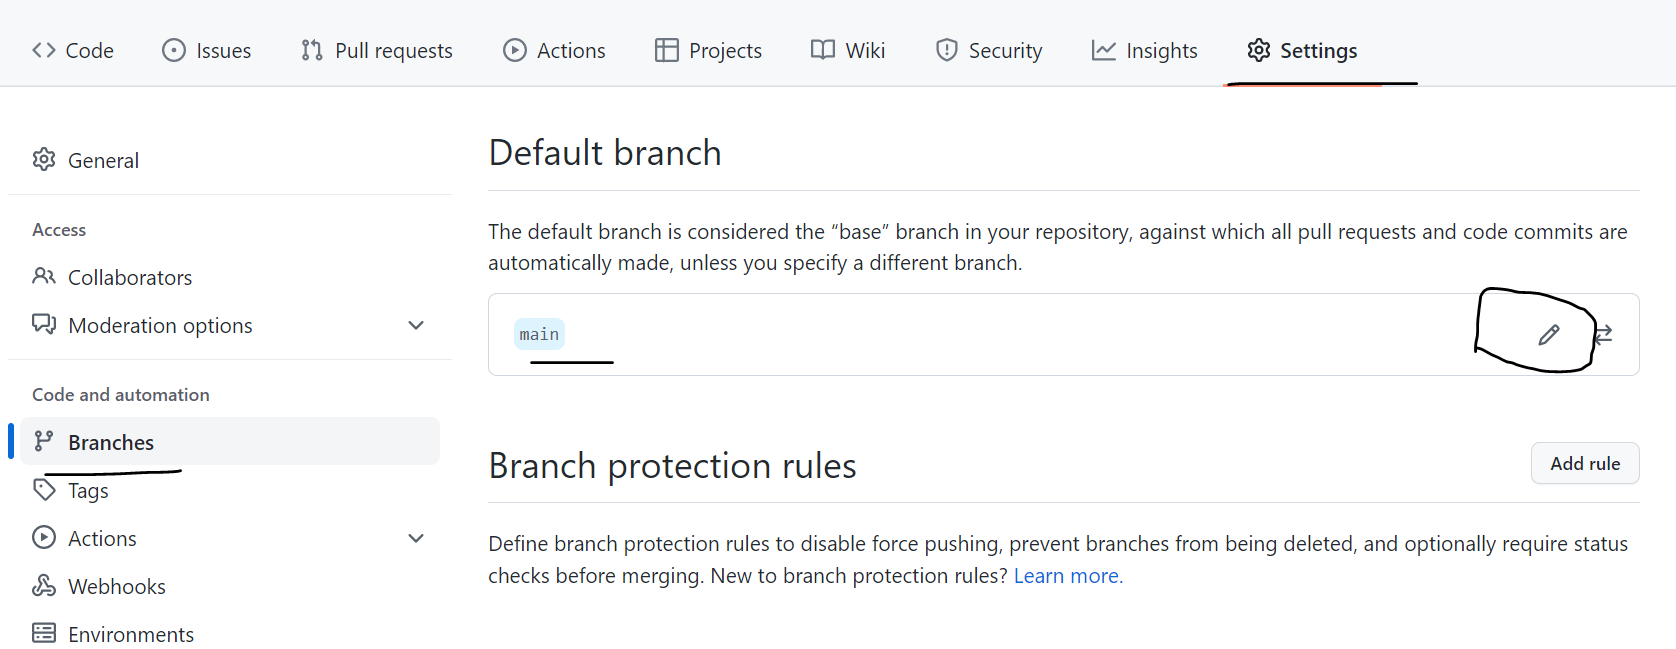 Code Issues Pull requests Actions Projects Wiki Security Insights Settings
General
Access
Collaborators
Moderation options
Code and automation
Branches
Tags
Actions
Webhooks
Environments
Default branch
The default branch is considered the “base” branch in your repository, against which all pull requests and code commits are
automatically made, unless you specify a different branch.
main
Branch protection rules
Add rule
Define branch protection rules to disable force pushing, prevent branches from being deleted, and optionally require status
checks before merging. New to branch protection rules? Learn more.